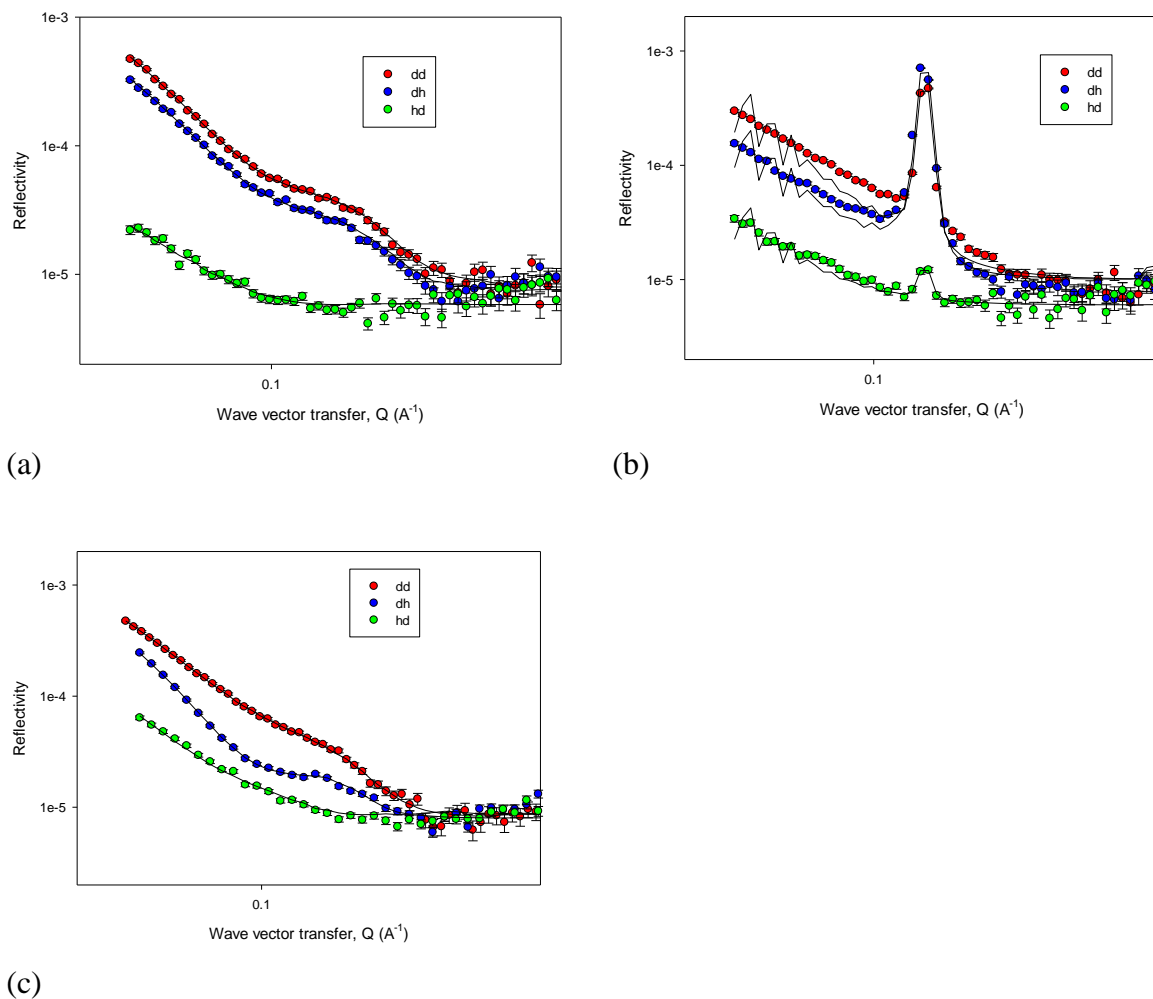 1e-3
dd
dh
hd
1e-4
Reflectivity
1e-5
0.1
Wave vector transfer, Q (A⁻¹)
(a)
1e-3
dd
dh
hd
1e-4
Reflectivity
1e-5
0.1
Wave vector transfer, Q (A⁻¹)
(b)
1e-3
dd
dh
hd
1e-4
Reflectivity
1e-5
0.1
Wave vector transfer, Q (A⁻¹)
(c)